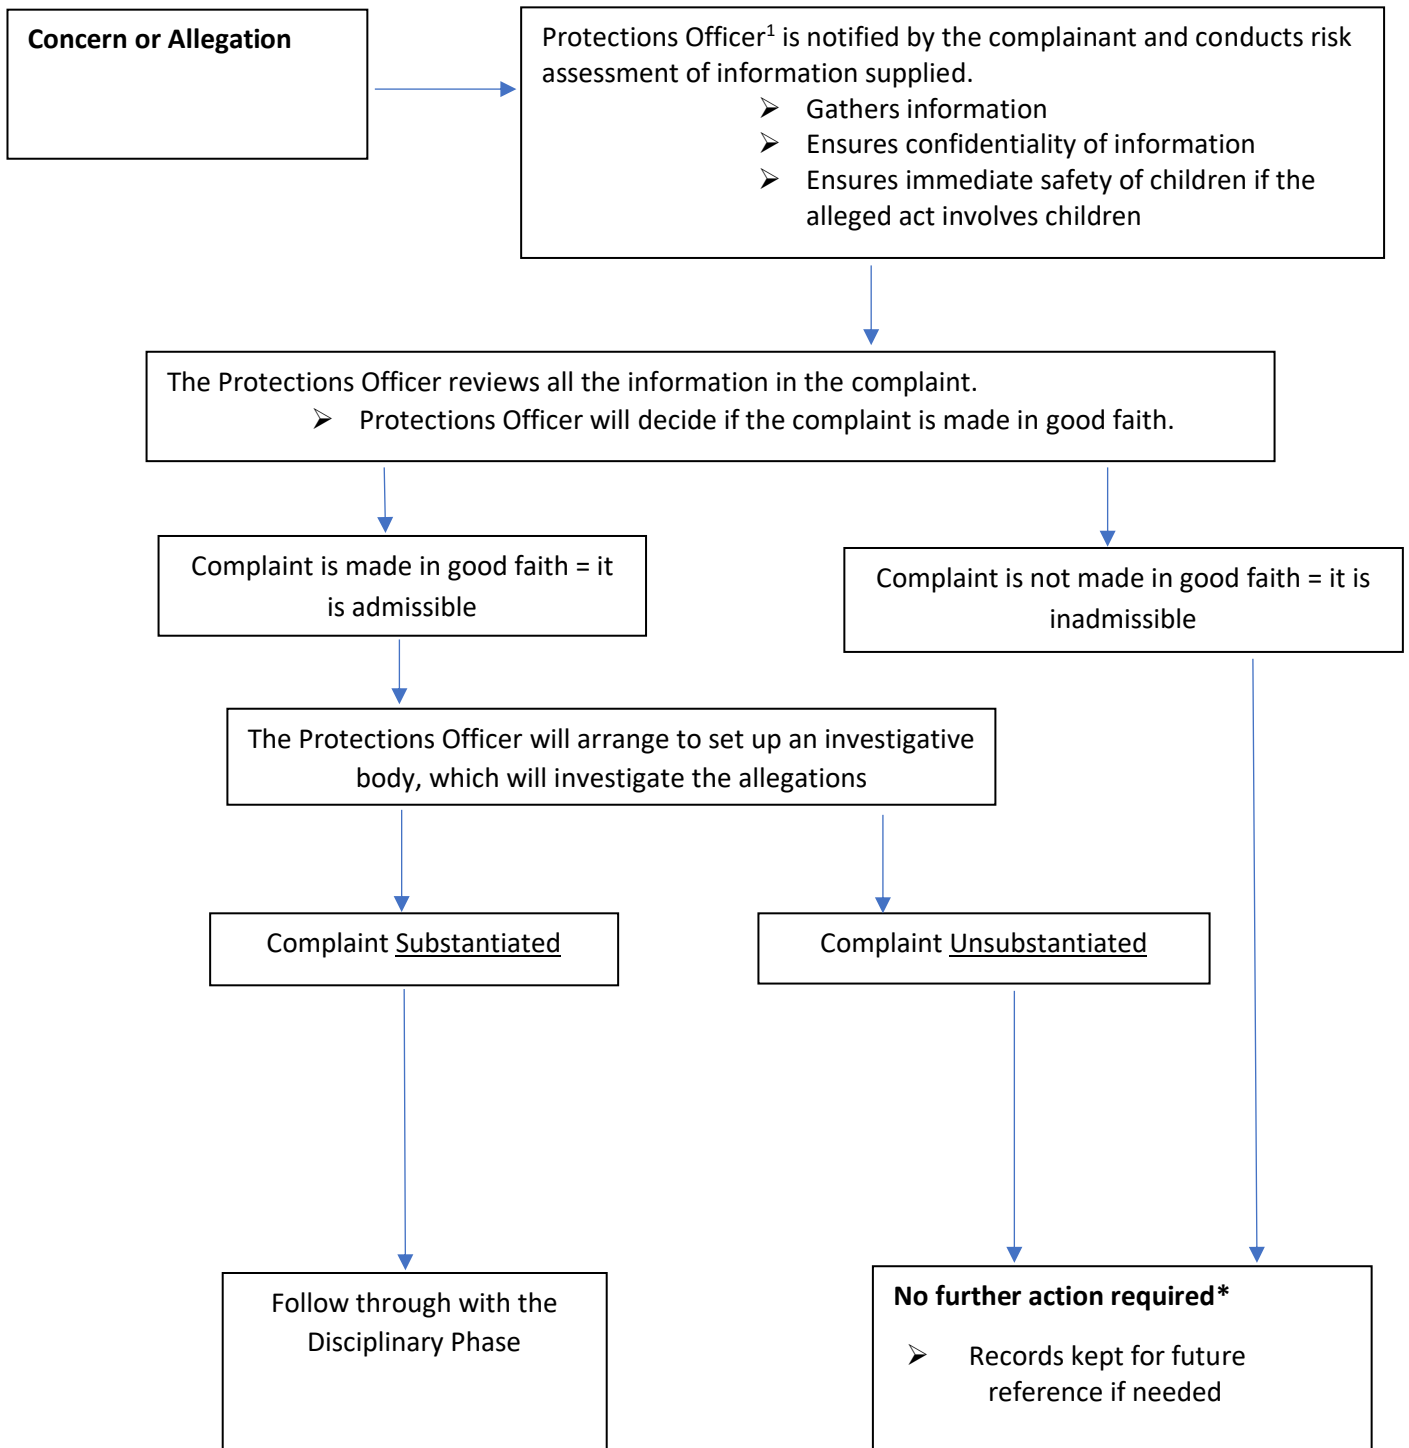 Concern or Allegation
Protections Officer¹ is notified by the complainant and conducts risk
assessment of information supplied.
➢ Gathers information
➢ Ensures confidentiality of information
➢ Ensures immediate safety of children if the
alleged act involves children
The Protections Officer reviews all the information in the complaint.
➢ Protections Officer will decide if the complaint is made in good faith.
Complaint is made in good faith = it
is admissible
Complaint is not made in good faith = it is
inadmissible
The Protections Officer will arrange to set up an investigative
body, which will investigate the allegations
Complaint Substantiated
Complaint Unsubstantiated
Follow through with the
Disciplinary Phase
No further action required*
➢ Records kept for future
reference if needed